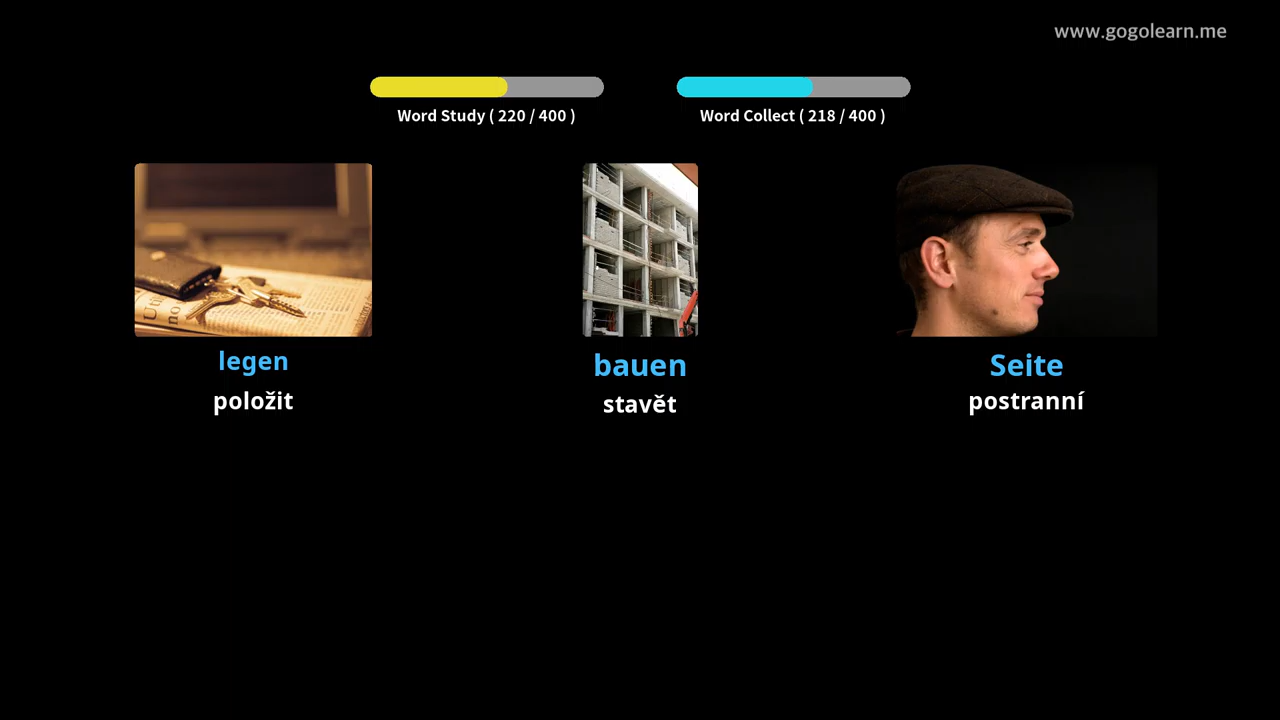 www.gogolearn.me
Word Study ( 220 / 400 )
Word Collect ( 218 / 400 )
legen
bauen
Seite
položit
stavět
postranní